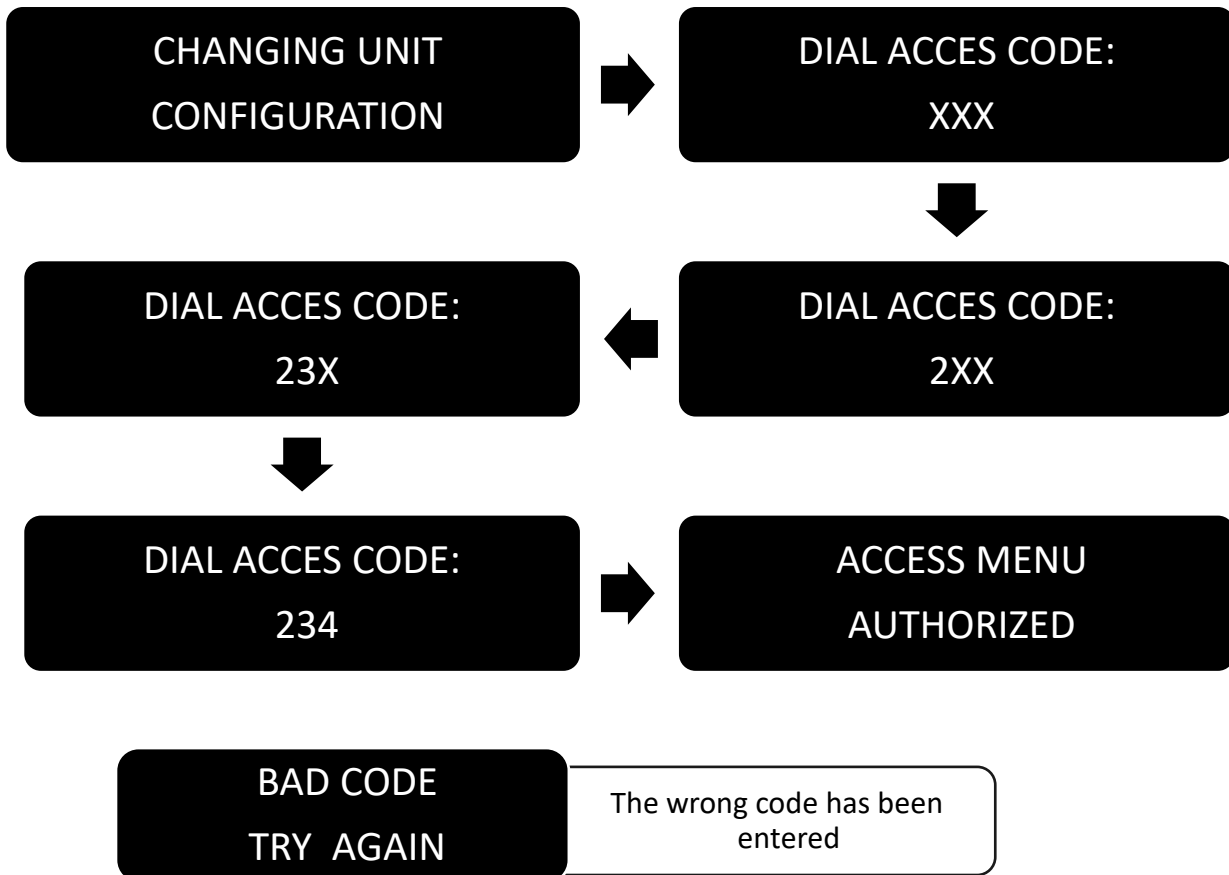 CHANGING UNIT
CONFIGURATION
DIAL ACCES CODE:
XXX
DIAL ACCES CODE:
2XX
DIAL ACCES CODE:
23X
DIAL ACCES CODE:
234
ACCESS MENU
AUTHORIZED
BAD CODE
TRY AGAIN
The wrong code has been
entered